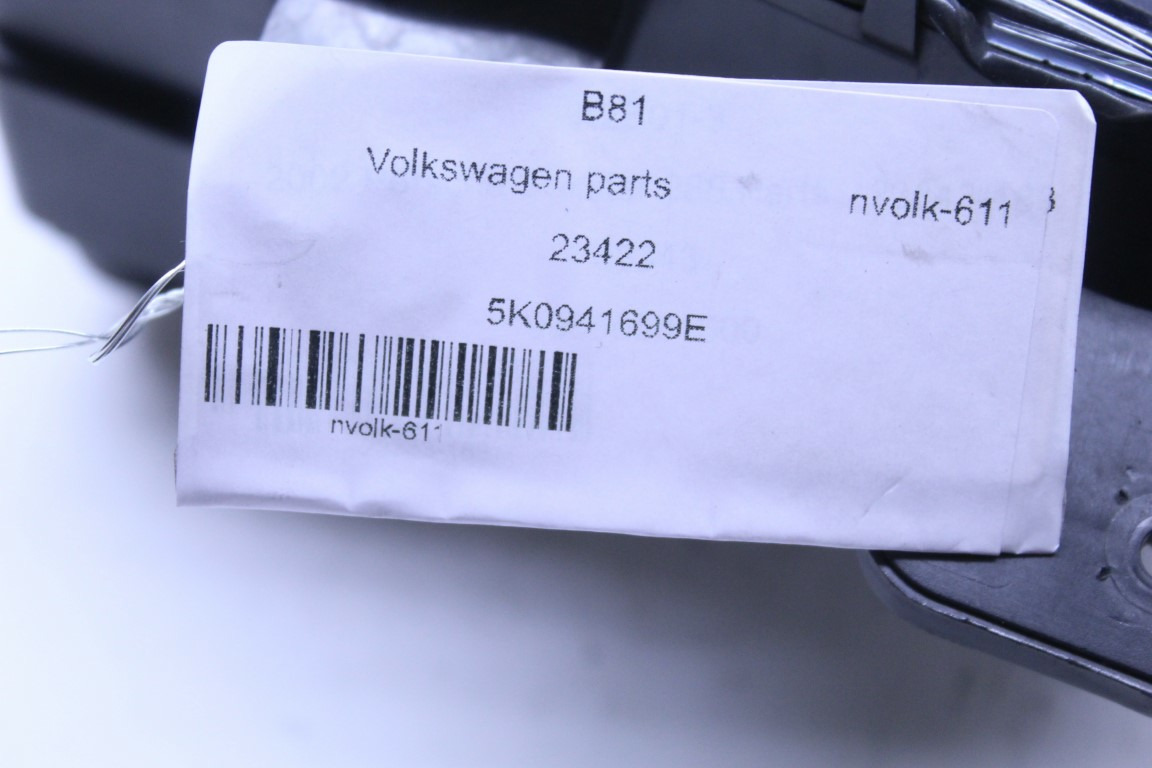 B81
Volkswagen parts
nvolk-611
23422
5K0941699E
nvolk-611